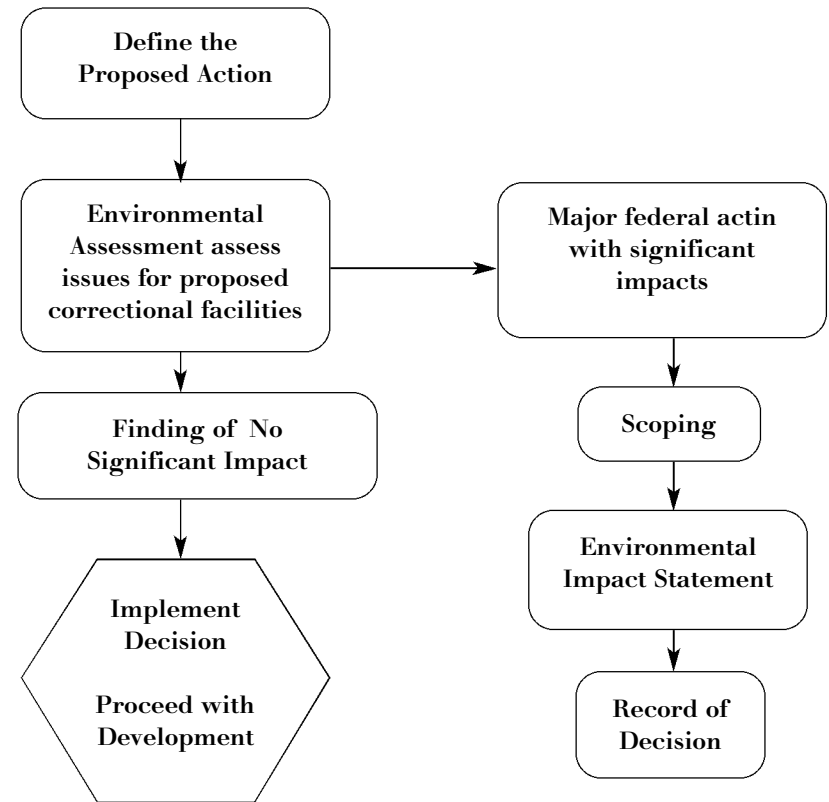 Define the
Proposed Action
Environmental
Assessment assess
issues for proposed
correctional facilities
Finding of No
Significant Impact
Implement
Decision
Proceed with
Development
Major federal actin
with significant
impacts
Scoping
Environmental
Impact Statement
Record of
Decision